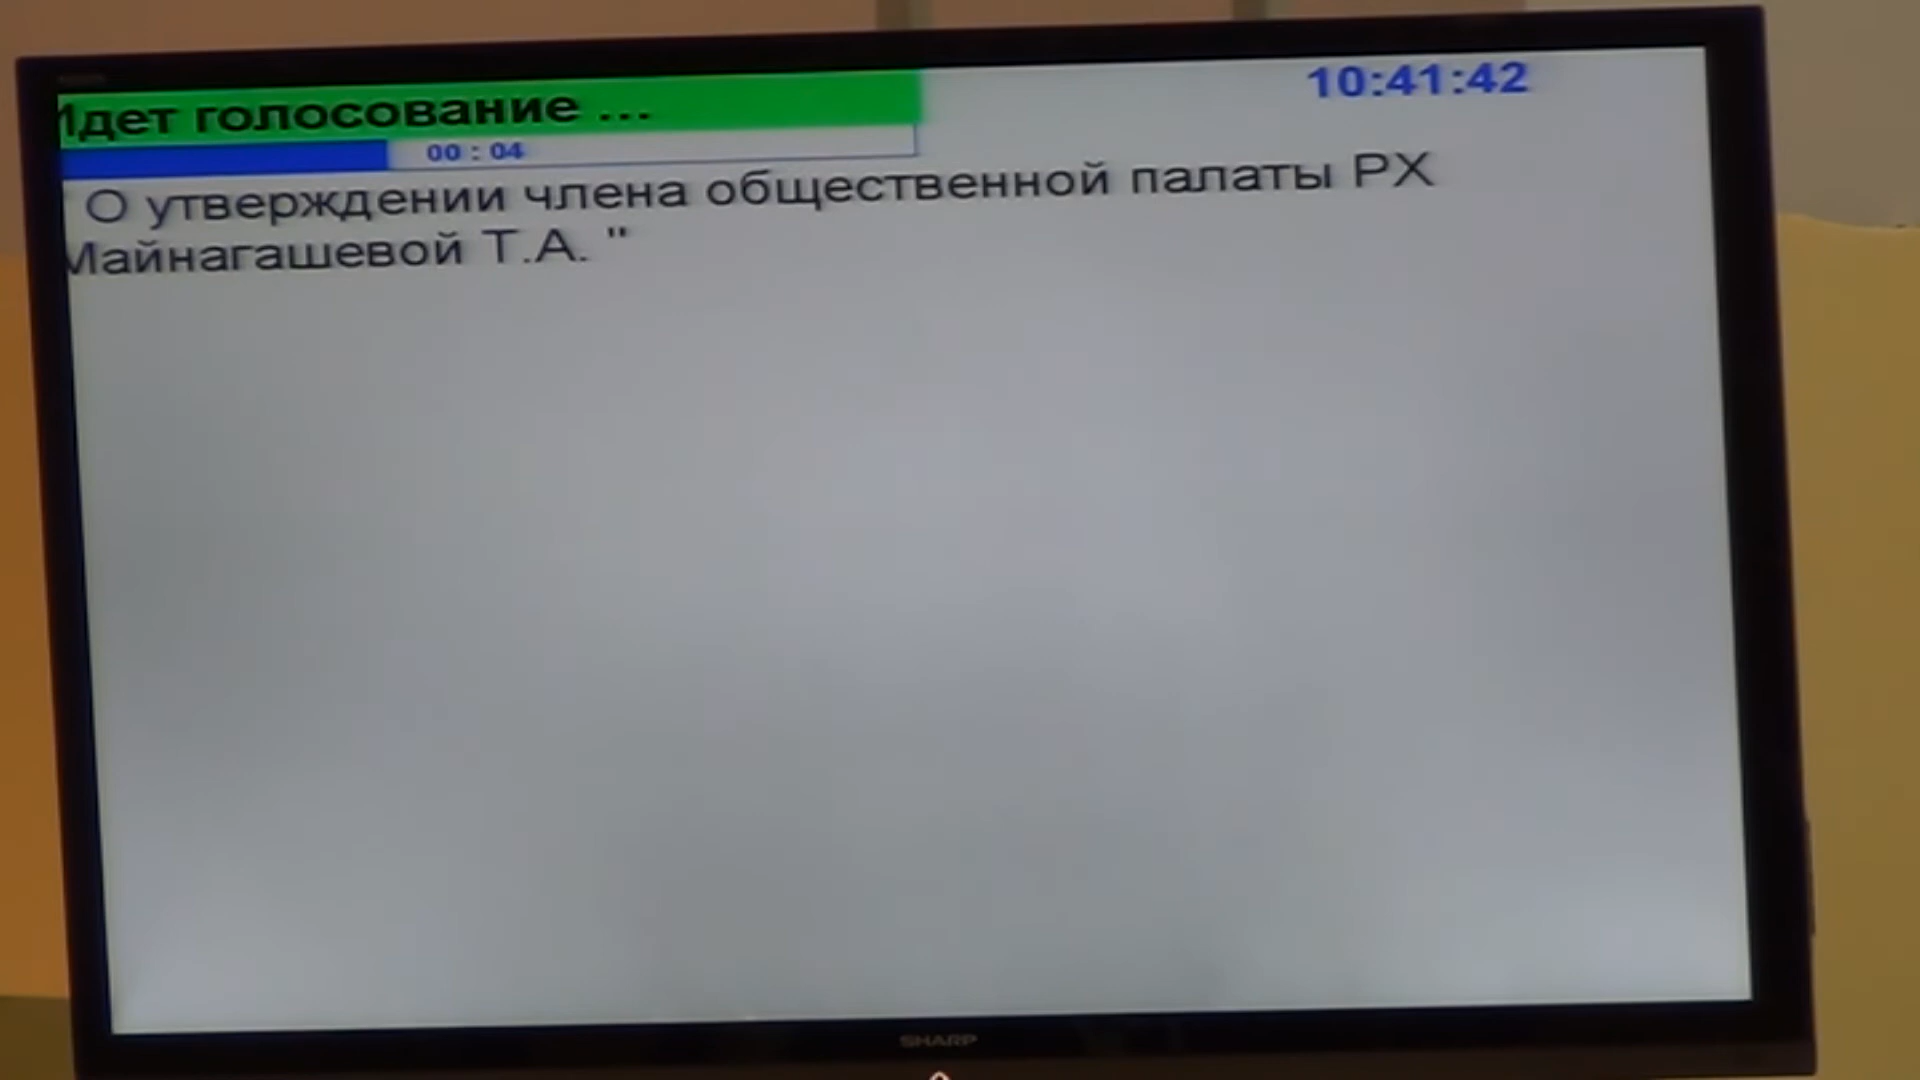 Идет голосование ...
10:41:42
00 : 04
" О утверждении члена общественной палаты РХ
Майнагашевой Т.А. "
SHARP